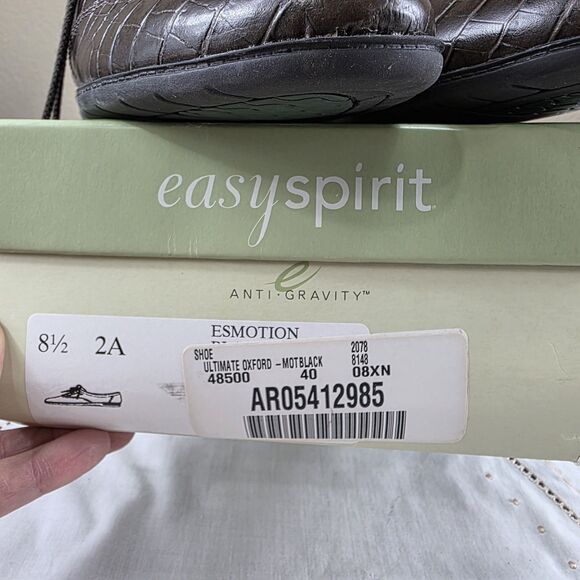 easyspirit
ANTI·GRAVITY™
8½ 2A
ESMOTION
SHOE 2078
ULTIMATE OXFORD -MOTBLACK 8148
48500 40 08XN
AR05412985